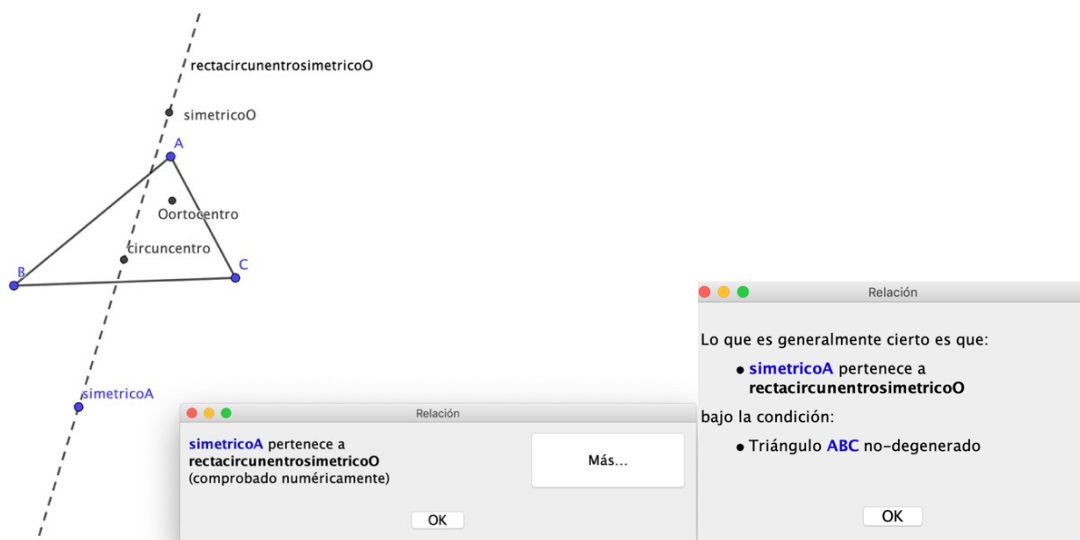 rectacircunentrosimetricoO
simetricoO
A
Oortocentro
circuncentro
B
C
simetricoA
Relación
simetricoA pertenece a
rectacircunentrosimetricoO
(comprobado numéricamente)
Más...
OK
Relación
Lo que es generalmente cierto es que:
● simetricoA pertenece a
rectacircunentrosimetricoO
bajo la condición:
● Triángulo ABC no-degenerado
OK